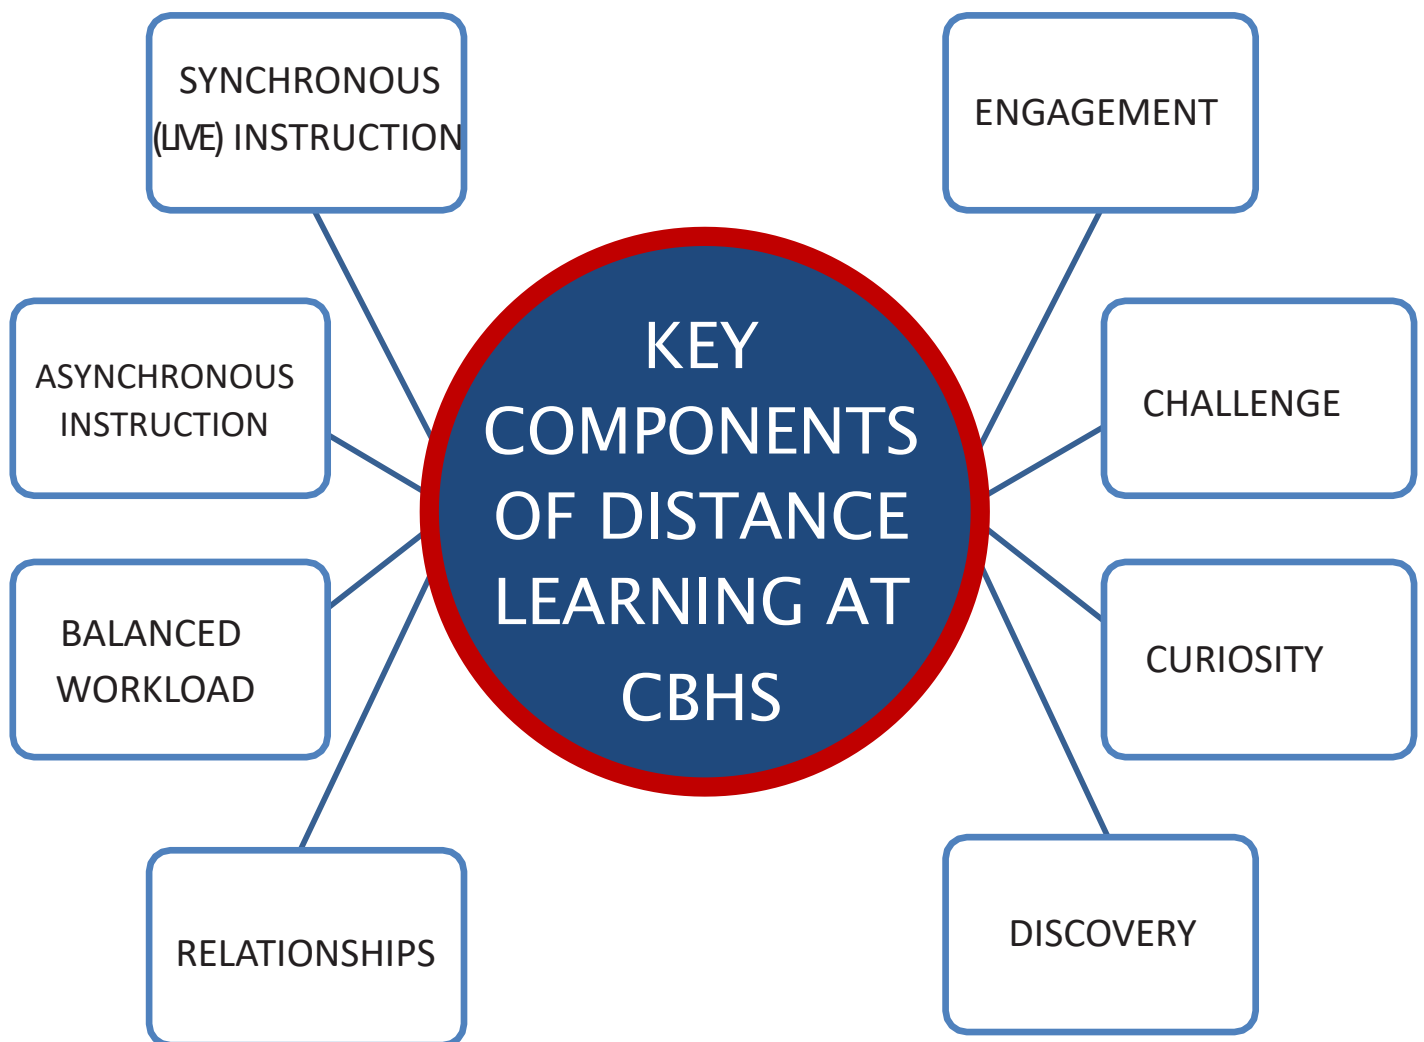 SYNCHRONOUS
(LIVE) INSTRUCTION
ENGAGEMENT
ASYNCHRONOUS
INSTRUCTION
KEY
COMPONENTS
OF DISTANCE
LEARNING AT
CBHS
CHALLENGE
BALANCED
WORKLOAD
CURIOSITY
RELATIONSHIPS
DISCOVERY